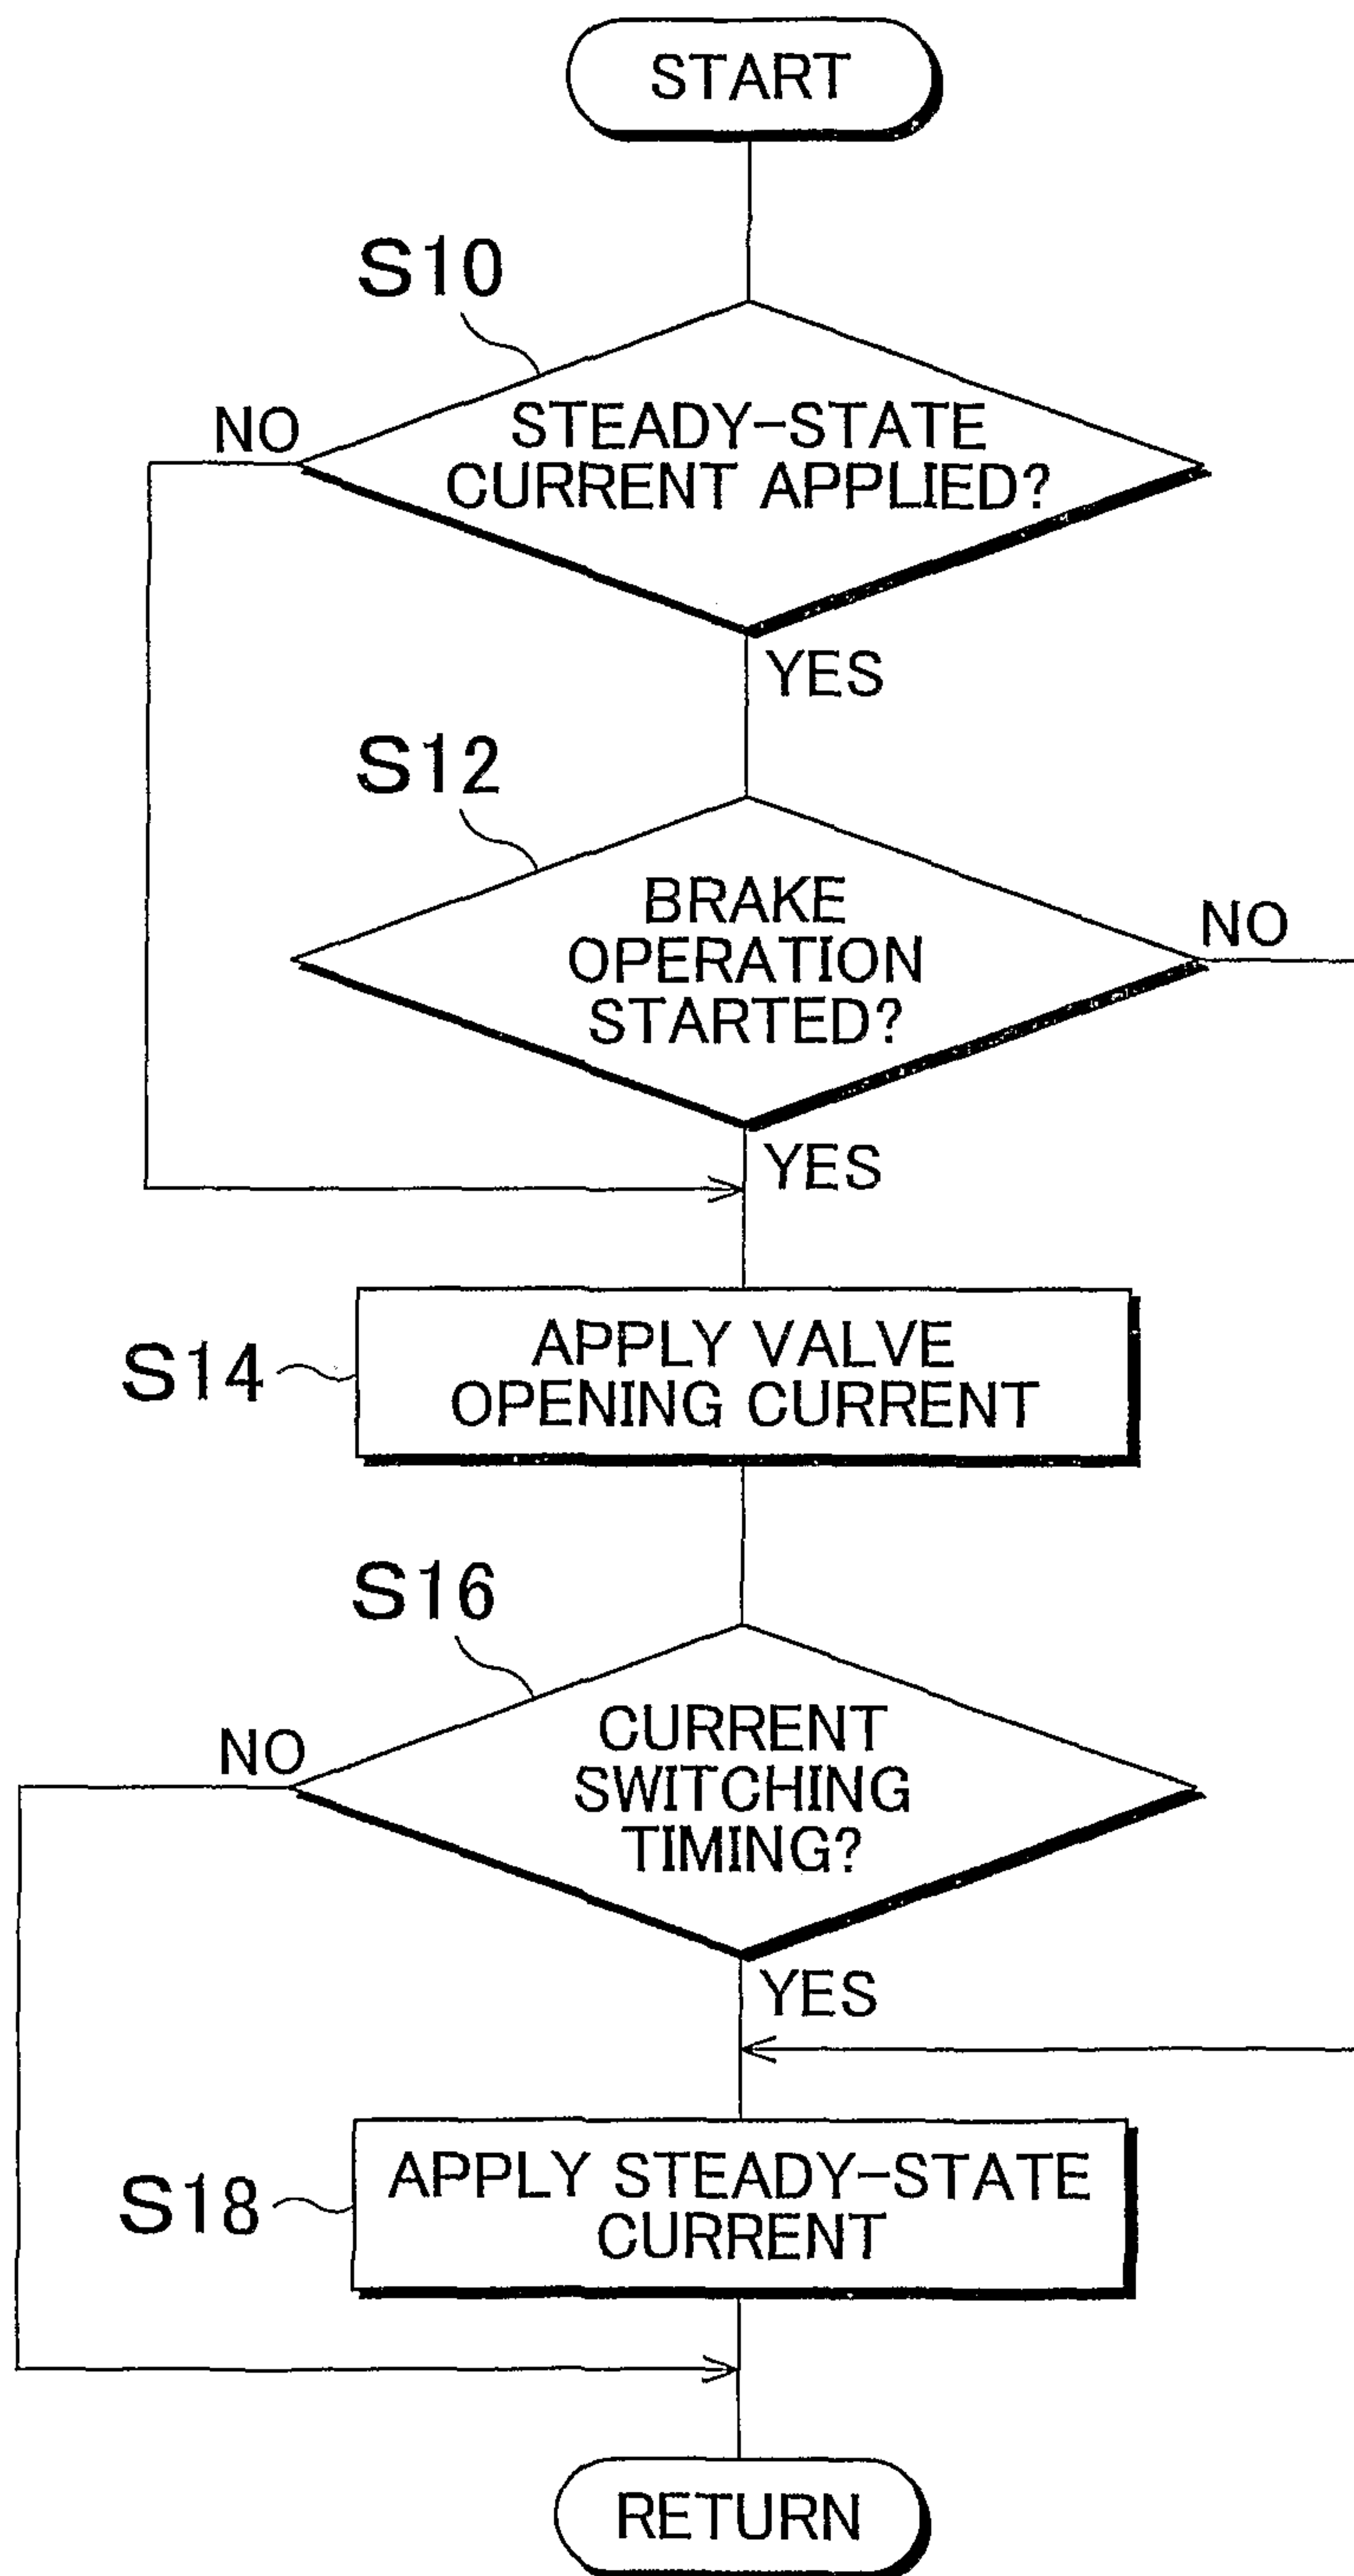 START
S10
NO
STEADY-STATE
CURRENT APPLIED?
YES
S12
BRAKE
OPERATION
STARTED?
NO
YES
S14
APPLY VALVE
OPENING CURRENT
S16
NO
CURRENT
SWITCHING
TIMING?
YES
S18
APPLY STEADY-STATE
CURRENT
RETURN